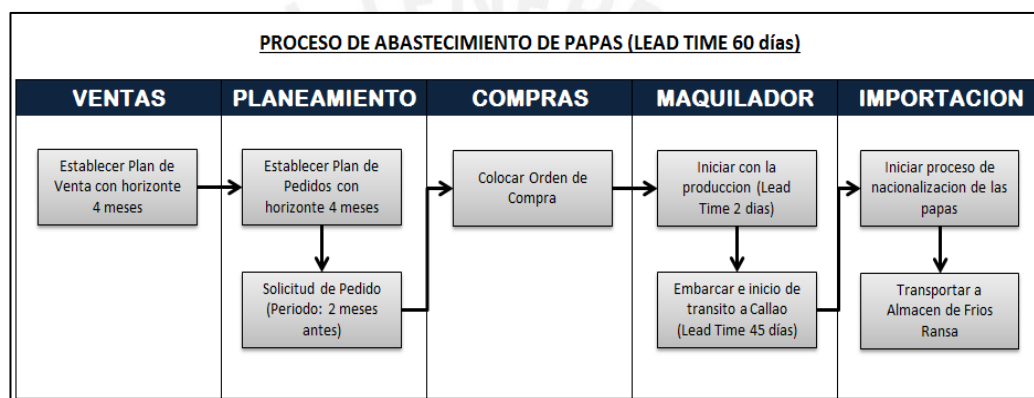 PROCESO DE ABASTECIMIENTO DE PAPAS (LEAD TIME 60 días)
VENTAS
PLANEAMIENTO
COMPRAS
MAQUILADOR
IMPORTACION
Establecer Plan de
Venta con horizonte
4 meses
Establecer Plan de
Pedidos con
horizonte 4 meses
Solicitud de Pedido
(Periodo: 2 meses
antes)
Colocar Orden de
Compra
Iniciar con la
produccion (Lead
Time 2 dias)
Embarcar e inicio de
transito a Callao
(Lead Time 45 días)
Iniciar proceso de
nacionalizacion de las
papas
Transportar a
Almacen de Frios
Ransa